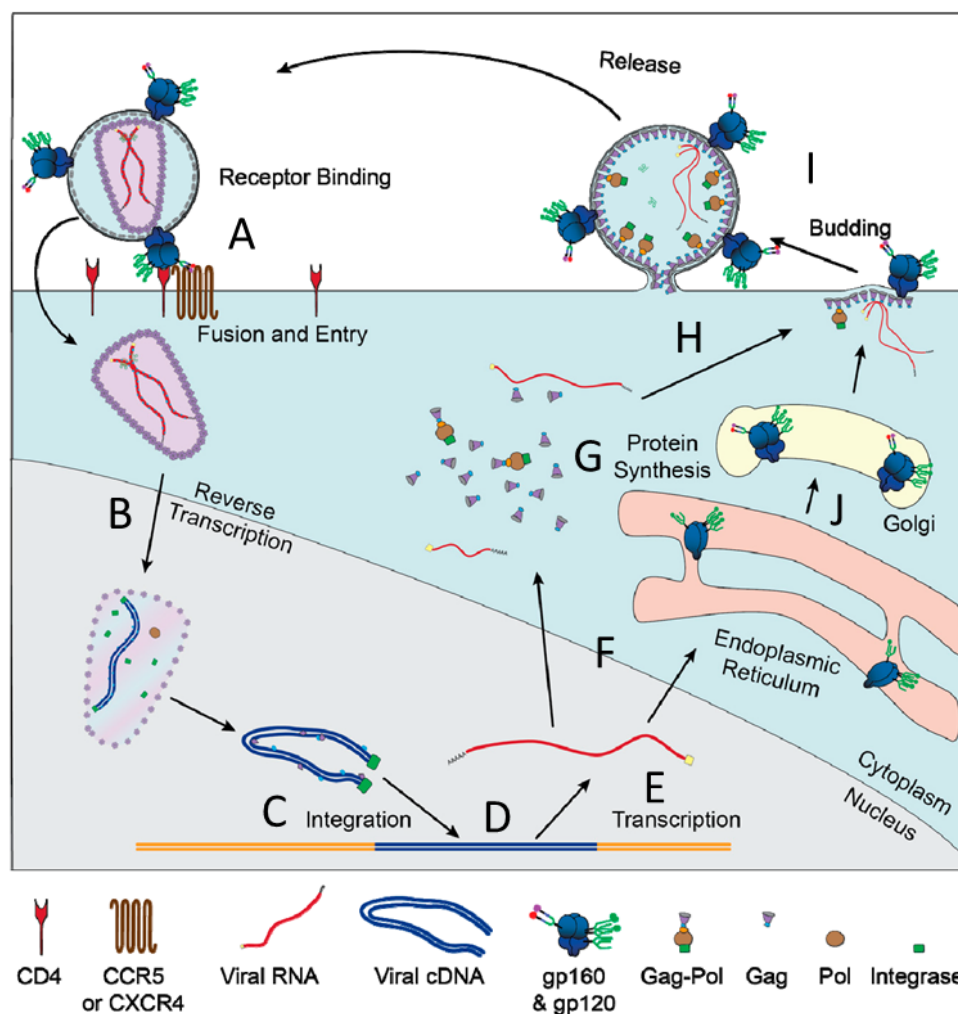 Release
Receptor Binding
A
I
Budding
Fusion and Entry
H
G
Protein
Synthesis
B
Reverse
Transcription
J
Golgi
F
Endoplasmic
Reticulum
C
Integration
D
E
Transcription
Cytoplasm
Nucleus
CD4
CCR5
or CXCR4
Viral RNA
Viral cDNA
gp160
& gp120
Gag-Pol
Gag
Pol
Integrase